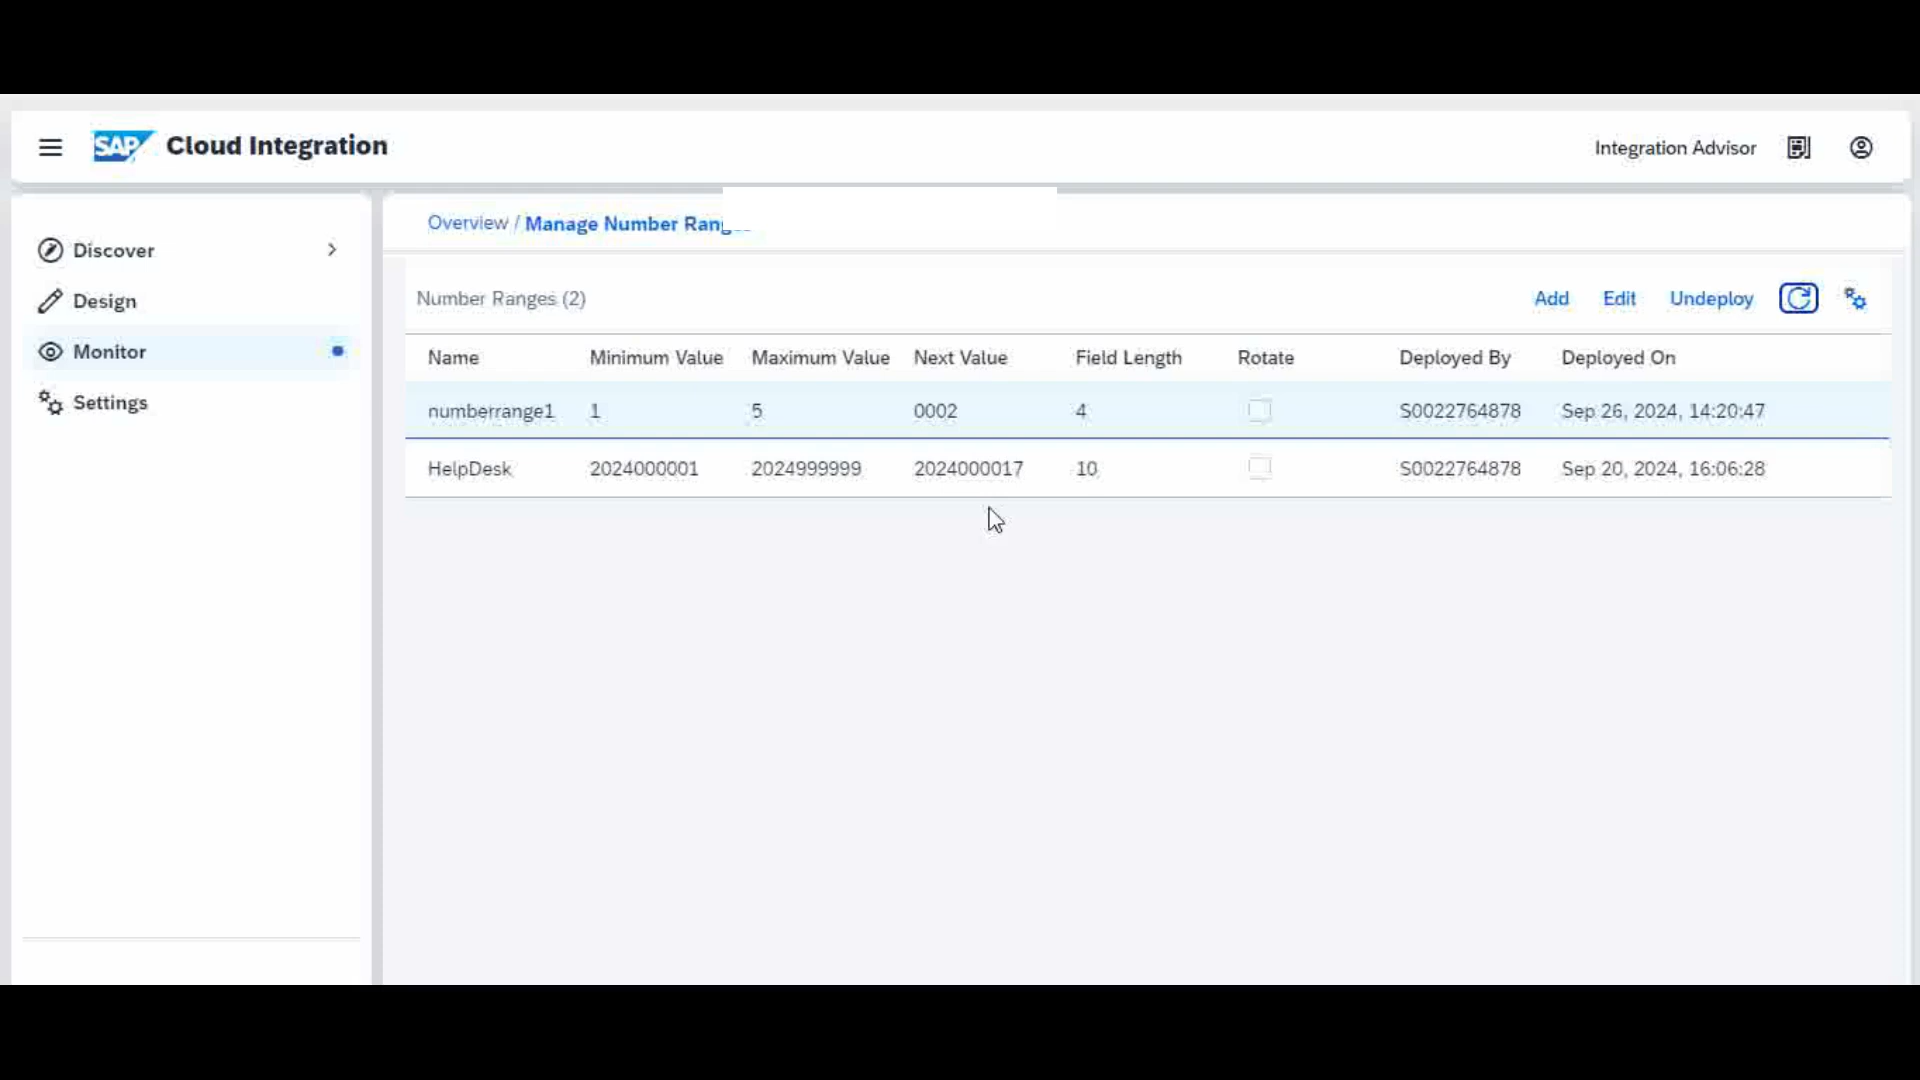 SAP Cloud Integration
Integration Advisor
Discover
Design
Monitor
Settings
Overview / Manage Number
Number Ranges (2)
Add Edit Undeploy
Name Minimum Value Maximum Value Next Value Field Length Rotate Deployed By Deployed On
numberrange1 1 5 0002 4 S0022764878 Sep 26, 2024, 14:20:47
HelpDesk 2024000001 2024999999 2024000017 10 S0022764878 Sep 20, 2024, 16:06:28